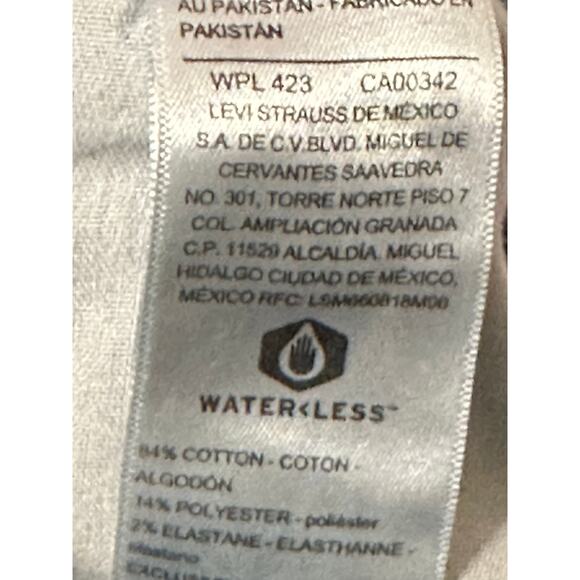 AU PAKISTAN - FABRICADO EN
PAKISTÁN
WPL 423 CA00342
LEVI STRAUSS DE MÉXICO
S.A. DE C.V. BLVD. MIGUEL DE
CERVANTES SAAVEDRA
NO. 301, TORRE NORTE PISO 7
COL. AMPLIACIÓN GRANADA
C.P. 11529 ALCALDÍA. MIGUEL
HIDALGO CIUDAD DE MÉXICO,
MÉXICO RFC:
WATER<LESS™
84% COTTON - COTON -
ALGODÓN
14% POLYESTER - poliéster
2% ELASTANE - ELASTHANNE -
elastano